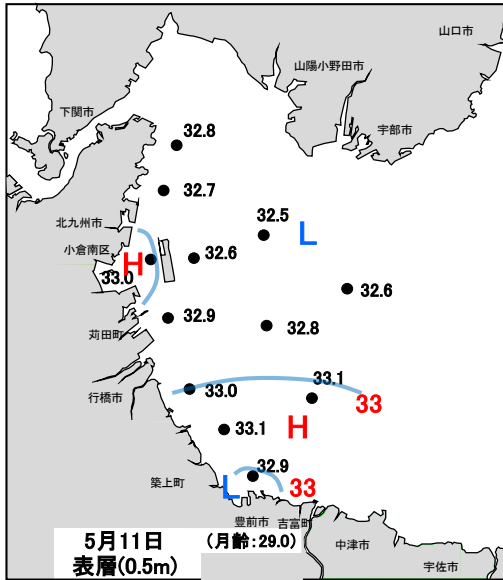 山口市
山陽小野田市
下関市
宇部市
32.8
32.7
北九州市
32.5
L
小倉南区
H
32.6
33.0
32.6
32.9
32.8
苅田町
33.1
行橋市
33.0
33
33.1
H
32.9
築上町
L
33
豊前市
吉富町
5月11日
(月齢:29.0)
中津市
表層(0.5m)
宇佐市